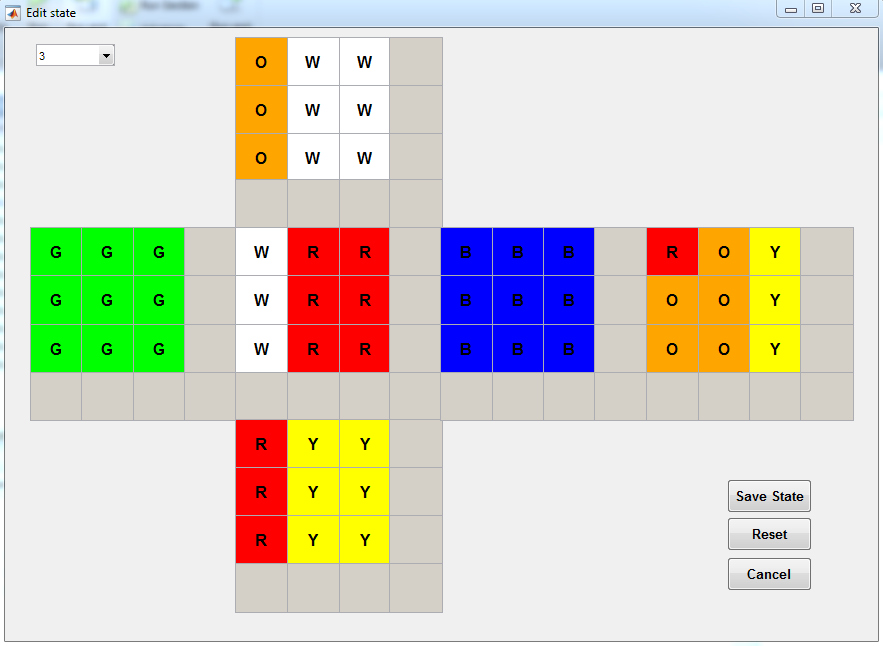 Edit state
3
O W W
O W W
O W W
G G G W R R B B B R O Y
G G G W R R B B B O O Y
G G G W R R B B B O O Y
R Y Y
R Y Y
R Y Y
Save State
Reset
Cancel